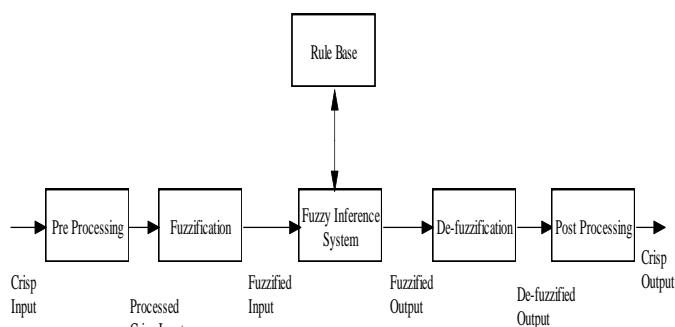 Rule Base
Pre Processing
Fuzzification
Fuzzy Inference
System
De-fuzzification
Post Processing
Crisp
Input
Processed
Fuzzified
Input
Fuzzified
Output
De-fuzzified
Output
Crisp
Output